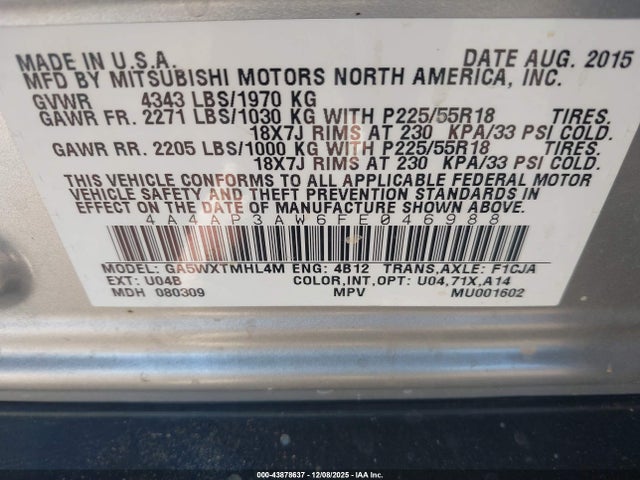 MADE IN U.S.A. DATE AUG. 2015
MFD BY MITSUBISHI MOTORS NORTH AMERICA, INC.
GVWR 4343 LBS/1970 KG
GAWR FR. 2271 LBS/1030 KG WITH P225/55R18 TIRES.
18X7J RIMS AT 230 KPA/33 PSI COLD.
GAWR RR. 2205 LBS/1000 KG WITH P225/55R18 TIRES.
18X7J RIMS AT 230 KPA/33 PSI COLD.
THIS VEHICLE CONFORMS TO ALL APPLICABLE FEDERAL MOTOR
VEHICLE SAFETY AND THEFT PREVENTION STANDARDS IN
EFFECT ON THE DATE OF MANUFACTURE SHOWN ABOVE.
4A4AP3AW6FE046988
MODEL: GA5WXTMHL4M ENG: 4B12 TRANS,AXLE: F1CJA
EXT: U04B COLOR,INT,OPT: U04,71X,A14
MDH 080309 MPV MU001602
000-43878637 - 12/08/2025 - IAA Inc.